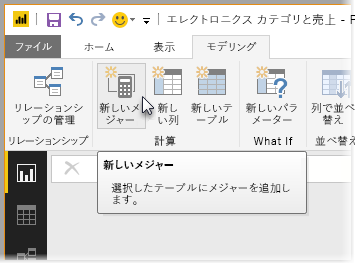 エレクトロニクス カテゴリと売上 - P
ファイル
ホーム
表示
モデリング
リレーションシ
ップの管理
新しいメ
ジャー
新し
い列
新しいテ
ーブル
新しいパラ
メーター
列で並べ
替え
リレーションシップ
計算
What If
並べ替え
新しいメジャー
選択したテーブルにメジャーを追加し
ます。